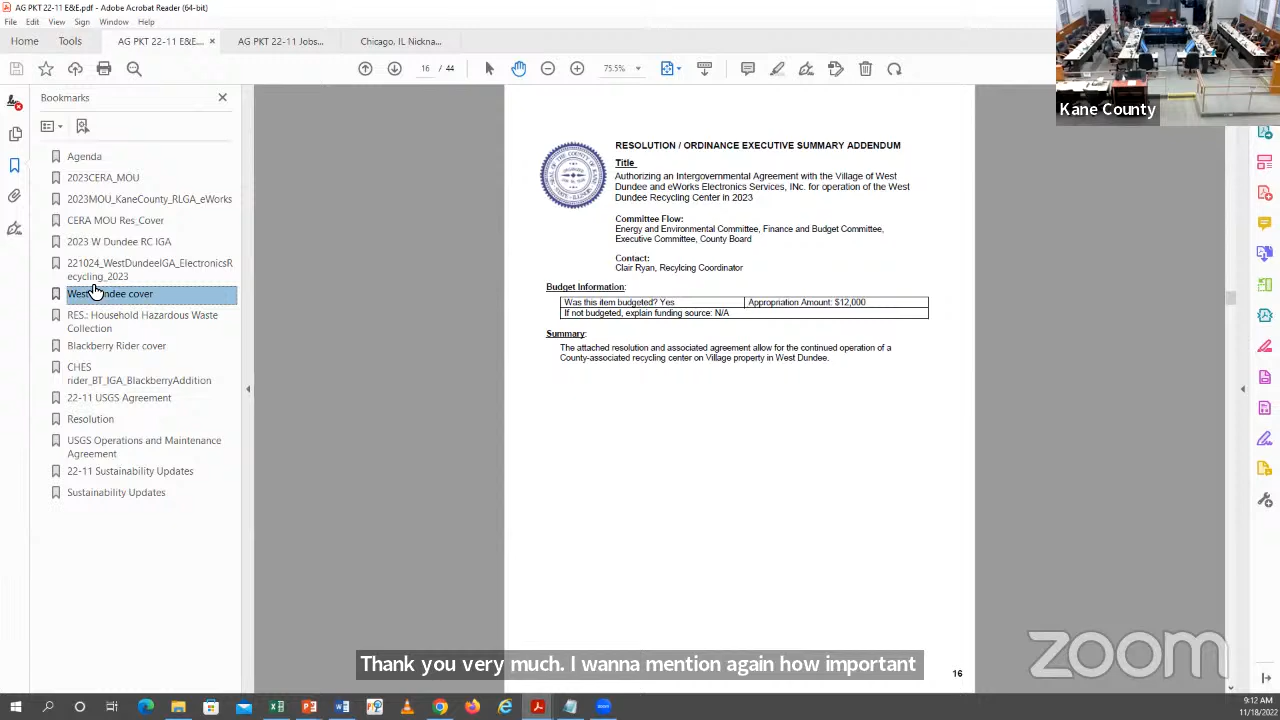 AG PKT 22-11 E&E.pdf - Adobe Acrobat Reader (64-bit)
File Edit View Sign Window Help
Home Tools AG PKT 22-11 E&E.... × AG PKT 22-11 Jobs... Chicago. IL Nickna...
16 / 44 75.5%
Kane County
Bookmarks
Agenda
2023CERA_MOU
2023MOU_KaneCounty_RLGA_eWorks
CERA MOU Res_Cover
2023 W Dundee RC IGA
221024_WestDundeeIGA_ElectronicsR
ecycling_2023
West Dundee cover
RES.: Household Hazardous Waste
Collection
Blackberry Rider cover
CHES
rider_BT_IGA_BlackberryAddition
22-11 USGS Agreement
Resolution
USGS Operations and Maintenance
Agreement
22-11 Sustainability Updates
Sustainability Updates
RESOLUTION / ORDINANCE EXECUTIVE SUMMARY ADDENDUM
Title
Authorizing an Intergovernmental Agreement with the Village of West
Dundee and eWorks Electronics Services, INc. for operation of the West
Dundee Recycling Center in 2023
Committee Flow:
Energy and Environmental Committee, Finance and Budget Committee,
Executive Committee, County Board
Contact:
Clair Ryan, Recylcing Coordinator
Budget Information:
Was this item budgeted? Yes Appropriation Amount: $12,000
If not budgeted, explain funding source: N/A
Summary:
The attached resolution and associated agreement allow for the continued operation of a
County-associated recycling center on Village property in West Dundee.
16
zoom
Thank you very much. I wanna mention again how important
9:12 AM
11/18/2022